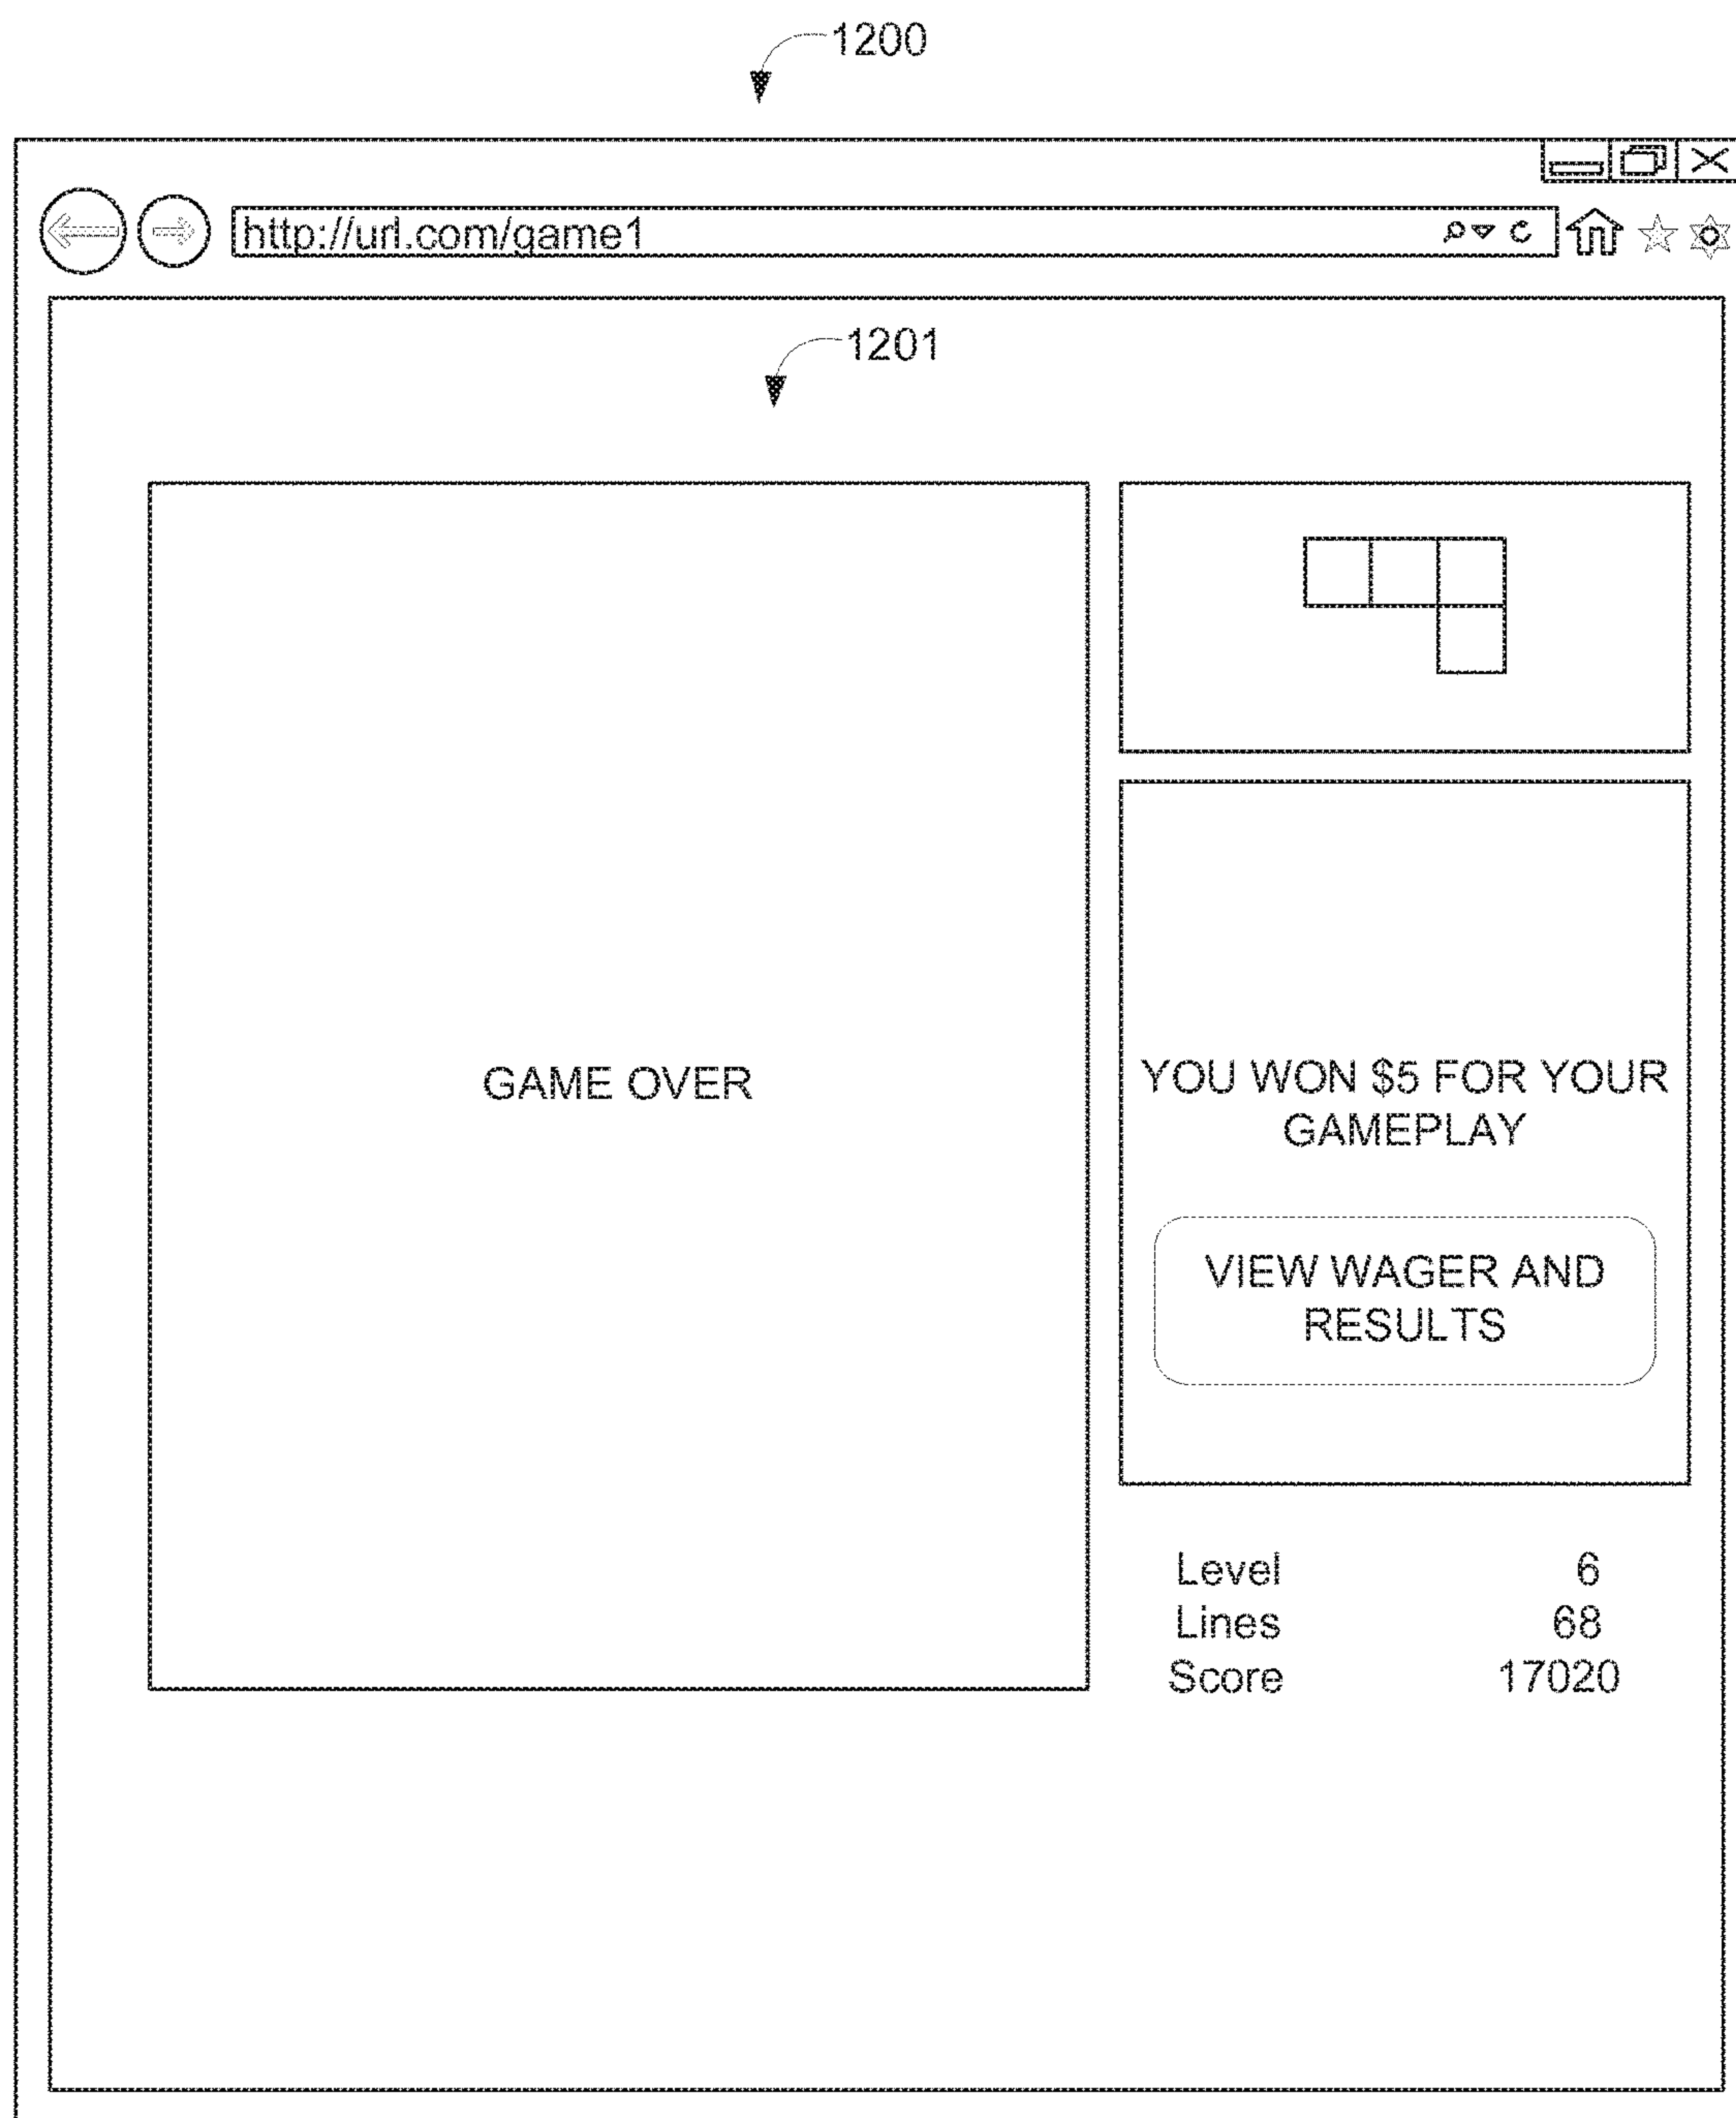 1200
http://url.com/game1
1201
GAME OVER
YOU WON $5 FOR YOUR
GAMEPLAY
VIEW WAGER AND
RESULTS
Level 6
Lines 68
Score 17020